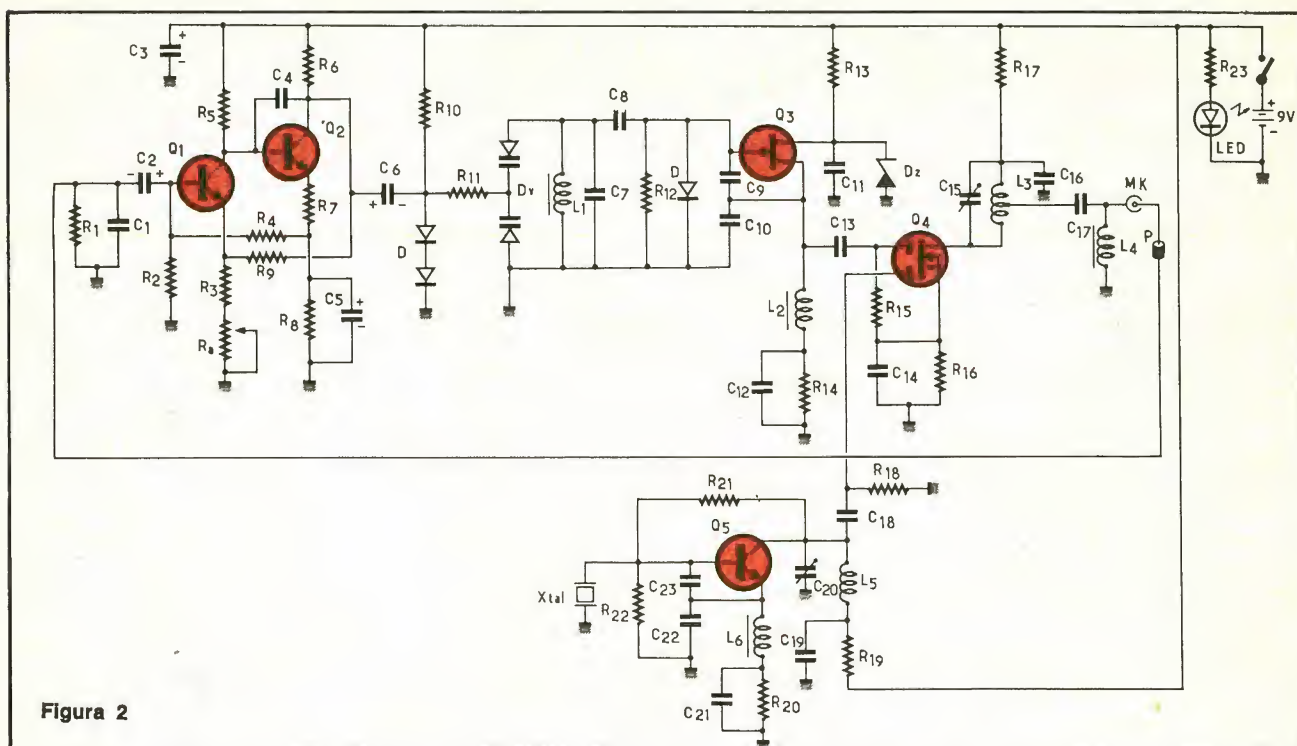 C3 + -
R5
C4
R6
Q2
Q1
C2
- +
R1
C1
R2
R4
R9
R3
Ra
R7
R8
C5 + -
C6
+ -
R10
R11
D
Dv
L1
C7
C8
R12
D
Q3
C9
C10
R13
C11
Dz
C13
L2
C12
R14
Q4
R15
C14
R16
R17
C15
L3
C16
C17
MK
L4
P
R23
LED
+
9V
-
R18
C18
R21
Q5
Xtal
R22
C23
C22
L6
C21
R20
C20
L5
C19
R19
Figura 2